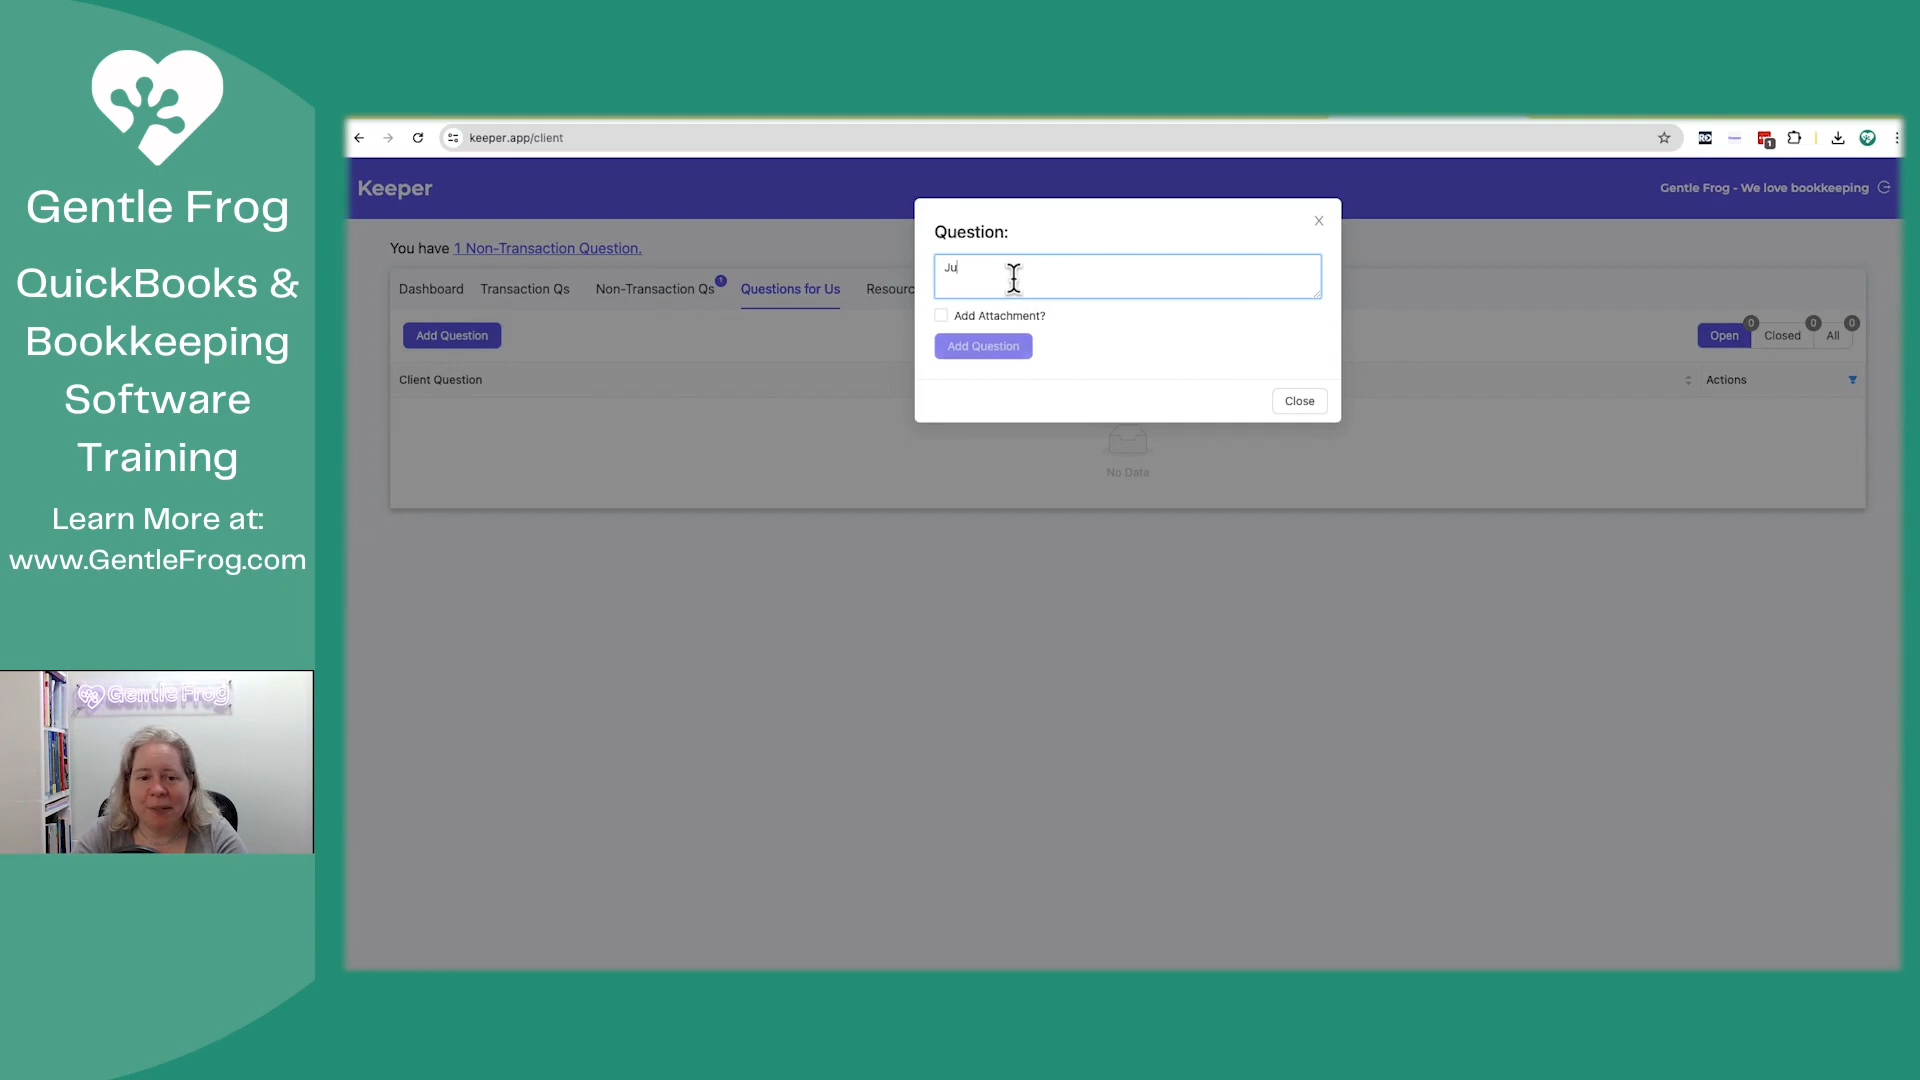 Gentle Frog
QuickBooks &
Bookkeeping
Software
Training
Learn More at:
www.GentleFrog.com
Gentle Frog
keeper.app/client
1
Keeper
Gentle Frog - We love bookkeeping
You have 1 Non-Transaction Question.
Dashboard
Transaction Qs
Non-Transaction Qs
1
Questions for Us
Resourc
Add Question
Open
0
Closed
0
All
0
Client Question
Actions
No Data
Question:
X
Ju
Add Attachment?
Add Question
Close